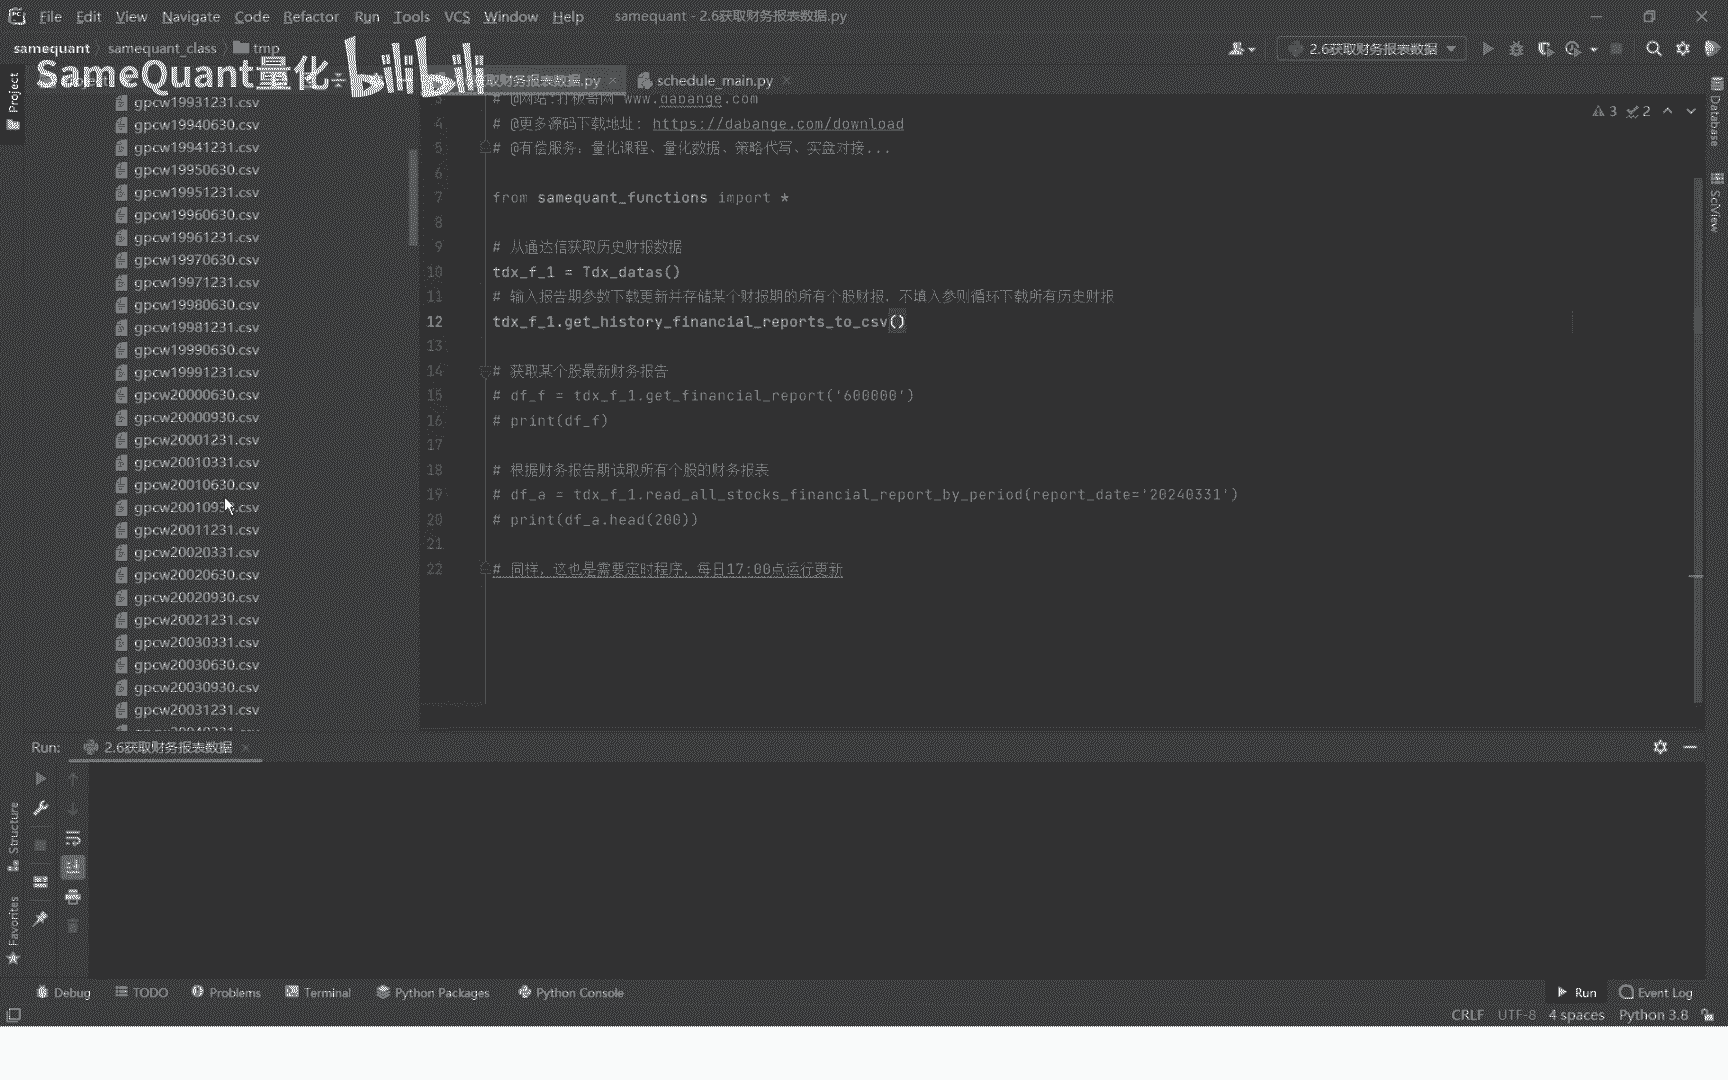 File Edit View Navigate Code Refactor Run Tools VCS Window Help samequant - 2.6获取财务报表数据.py
samequant samequant_class tmp 2.6获取财务报表数据
SameQuant量化 bilibili
取财务报表数据.py schedule_main.py
Project
gpcw19931231.csv
gpcw19940630.csv
gpcw19941231.csv
gpcw19950630.csv
gpcw19951231.csv
gpcw19960630.csv
gpcw19961231.csv
gpcw19970630.csv
gpcw19971231.csv
gpcw19980630.csv
gpcw19981231.csv
gpcw19990630.csv
gpcw19991231.csv
gpcw20000630.csv
gpcw20000930.csv
gpcw20001231.csv
gpcw20010331.csv
gpcw20010630.csv
gpcw20010930.csv
gpcw20011231.csv
gpcw20020331.csv
gpcw20020630.csv
gpcw20020930.csv
gpcw20021231.csv
gpcw20030331.csv
gpcw20030630.csv
gpcw20030930.csv
gpcw20031231.csv
3 # @网站:打板哥网 www.dabange.com
4 # @更多源码下载地址: https://dabange.com/download
5 # @有偿服务: 量化课程、量化数据、策略代写、实盘对接...
6
7 from samequant_functions import *
8
9 # 从通达信获取历史财报数据
10 tdx_f_1 = Tdx_datas()
11 # 输入报告期参数下载更新并存储某个财报期的所有个股财报，不填入参则循环下载所有历史财报
12 tdx_f_1.get_history_financial_reports_to_csv()
13
14 # 获取某个股最新财务报告
15 # df_f = tdx_f_1.get_financial_report('600000')
16 # print(df_f)
17
18 # 根据财务报告期读取所有个股的财务报表
19 # df_a = tdx_f_1.read_all_stocks_financial_report_by_period(report_date='20240331')
20 # print(df_a.head(200))
21
22 # 同样，这也是需要定时程序，每日17:00点运行更新
3 2
Database
SciView
Run: 2.6获取财务报表数据
Structure
Favorites
Debug TODO Problems Terminal Python Packages Python Console Run Event Log
CRLF UTF-8 4 spaces Python 3.8